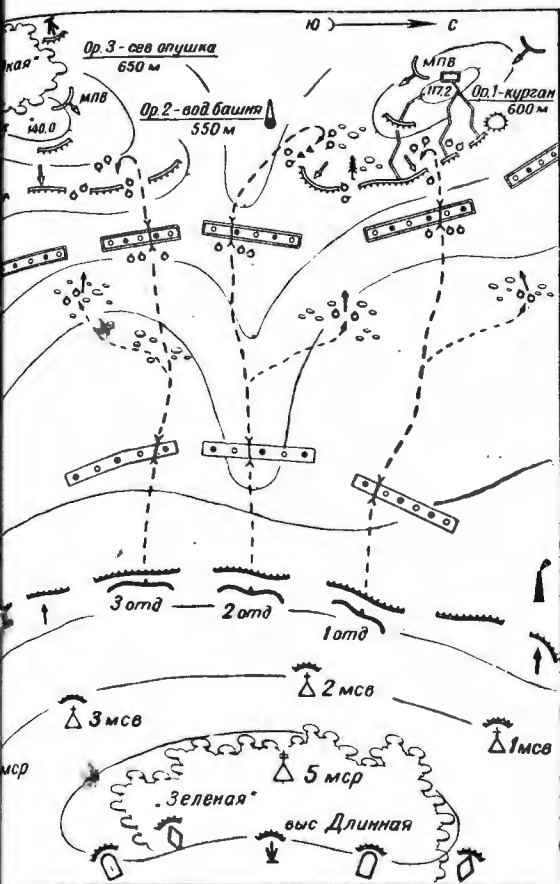 Ю С
Ор. 3 - сев опушка
650 м
кая"
МПВ
140.0
Ор. 2 - вод. башня
550 м
МПВ
117.2
Ор. 1 - курган
600 м
3 отд
2 отд
1 отд
3 мсв
2 мсв
1 мсв
мср
5 мср
„Зеленая"
выс Длинная